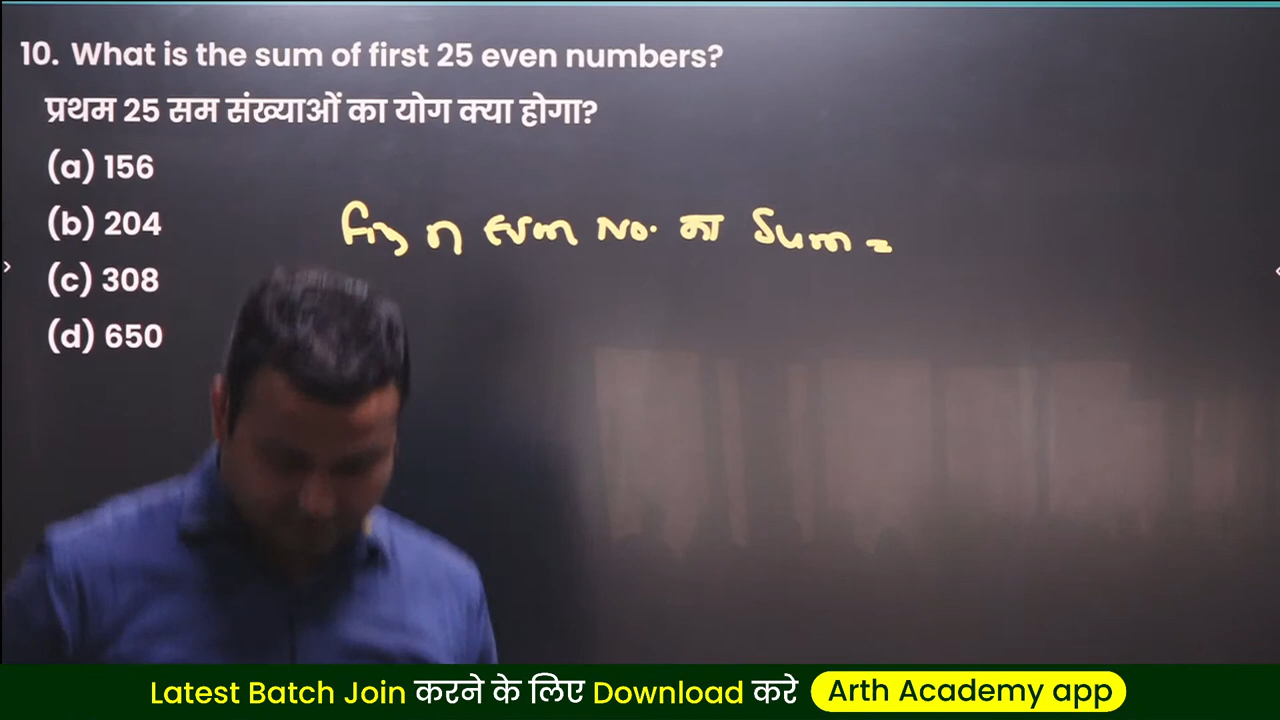 10. What is the sum of first 25 even numbers?
प्रथम 25 सम संख्याओं का योग क्या होगा?
(a) 156
(b) 204
(c) 308
(d) 650
n even No. का Sum =
Latest Batch Join करने के लिए Download करे Arth Academy app